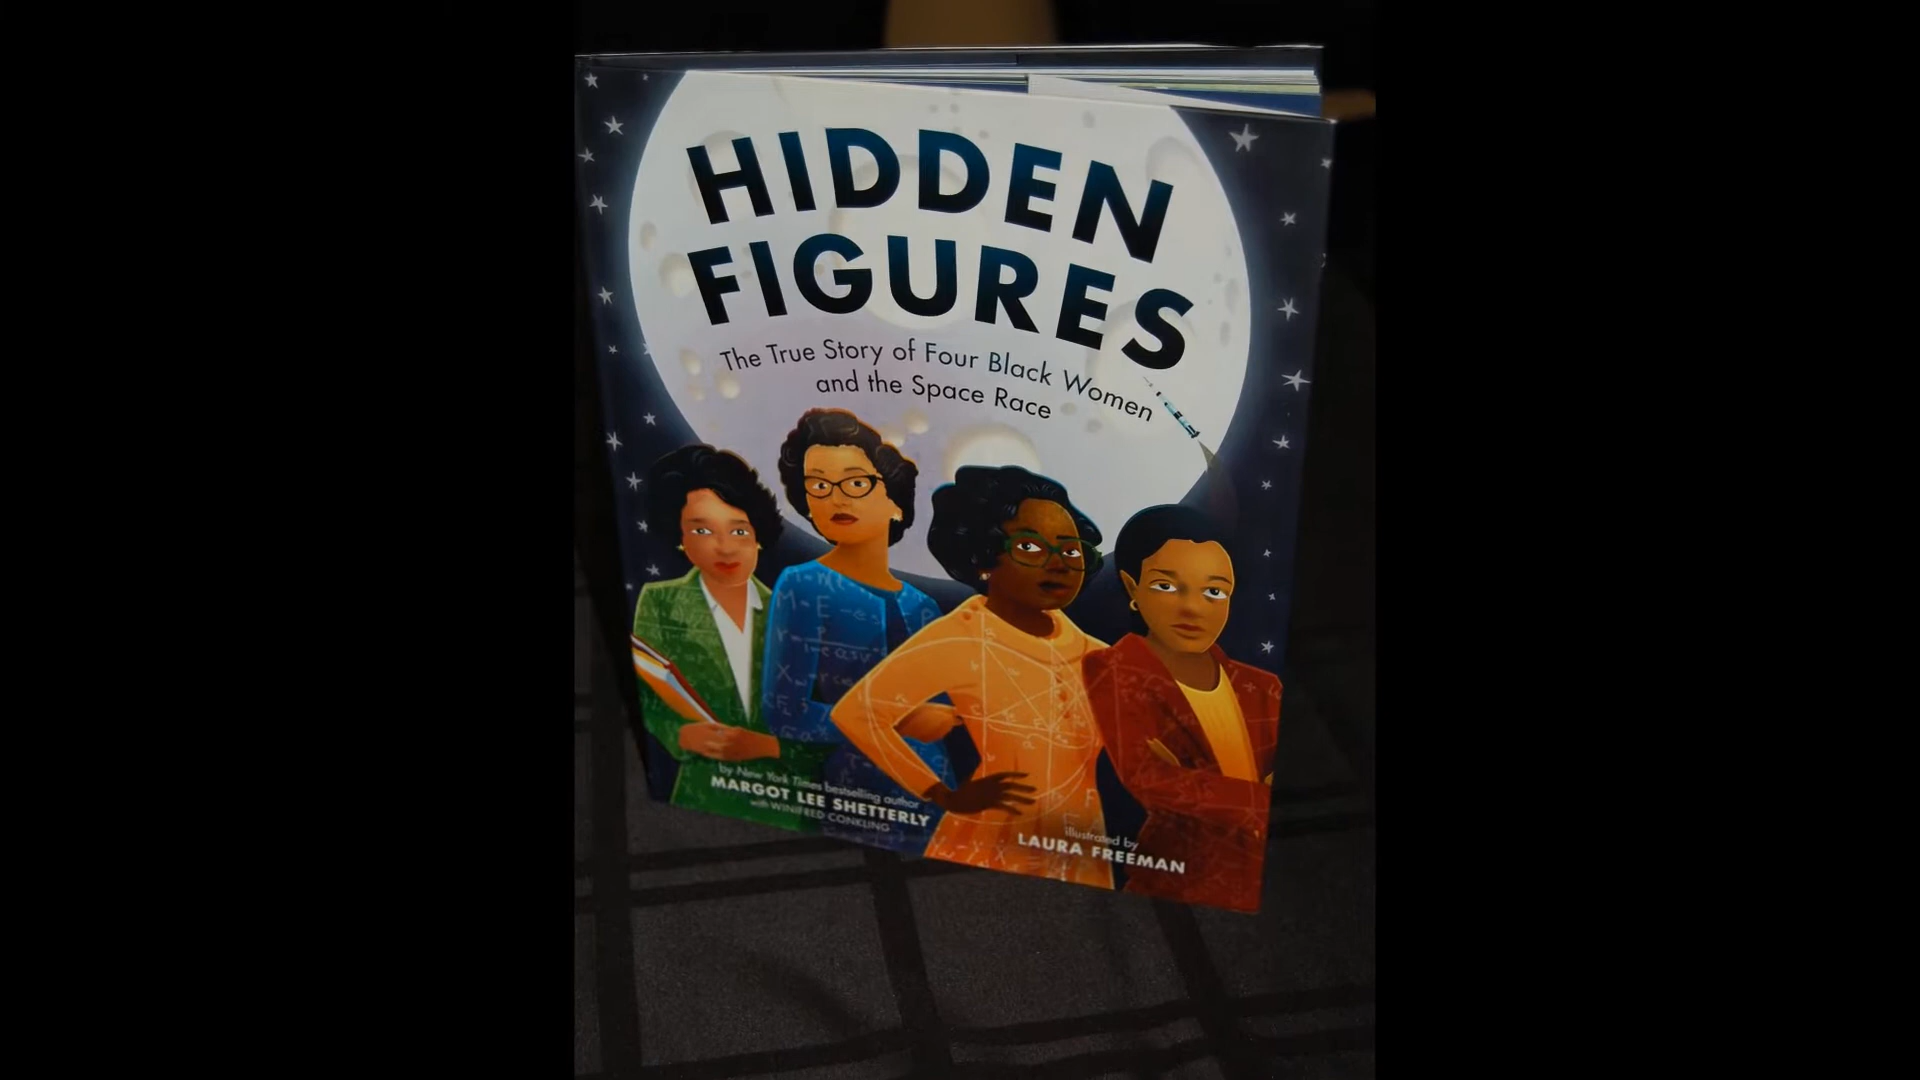 HIDDEN
FIGURES
The True Story of Four Black Women
and the Space Race
by New York Times bestselling author
MARGOT LEE SHETTERLY
with WINIFRED CONKLING
illustrated by
LAURA FREEMAN